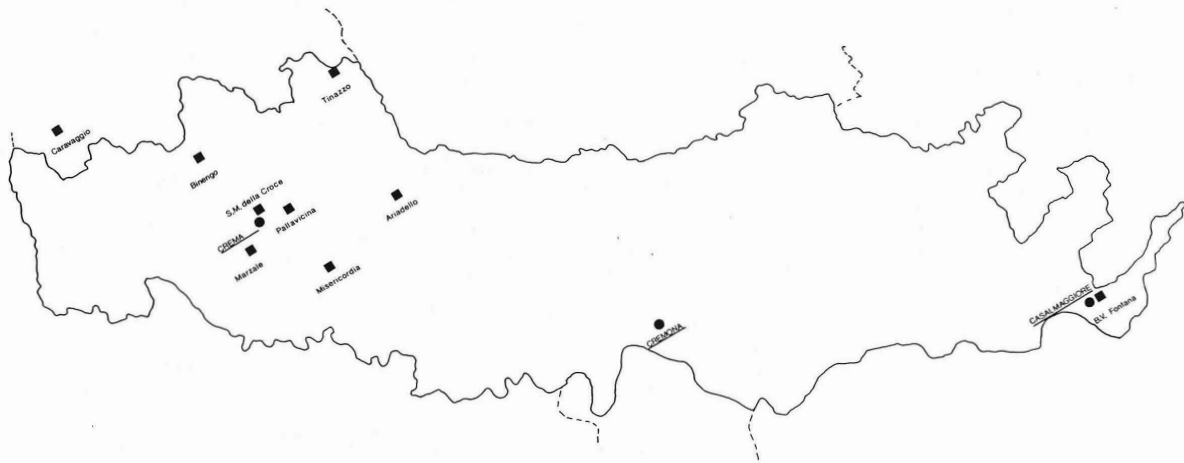 Tinazzo
Caravaggio
Binengo
S.M. della Croce
Pallavicina
Ariadello
CREMA
Marzale
Misericordia
CREMONA
CASALMAGGIORE
B.V. Fontana